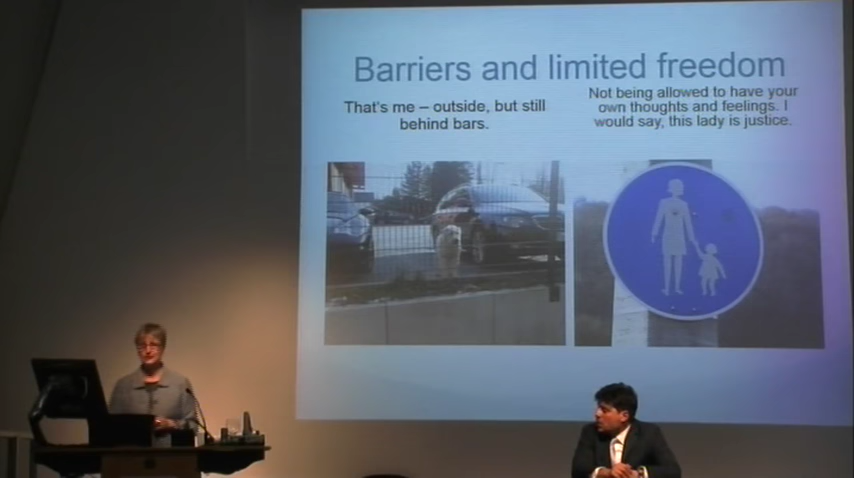 Barriers and limited freedom
That's me – outside, but still
behind bars.
Not being allowed to have your
own thoughts and feelings. I
would say, this lady is justice.